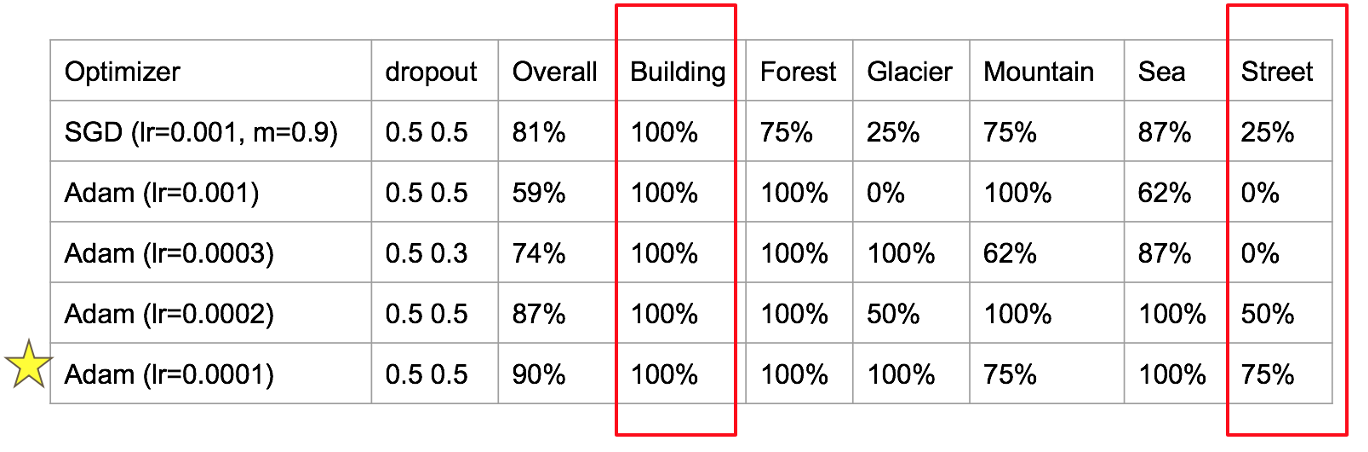 Optimizer dropout Overall Building Forest Glacier Mountain Sea Street
SGD (lr=0.001, m=0.9) 0.5 0.5 81% 100% 75% 25% 75% 87% 25%
Adam (lr=0.001) 0.5 0.5 59% 100% 100% 0% 100% 62% 0%
Adam (lr=0.0003) 0.5 0.3 74% 100% 100% 100% 62% 87% 0%
Adam (lr=0.0002) 0.5 0.5 87% 100% 100% 50% 100% 100% 50%
Adam (lr=0.0001) 0.5 0.5 90% 100% 100% 100% 75% 100% 75%